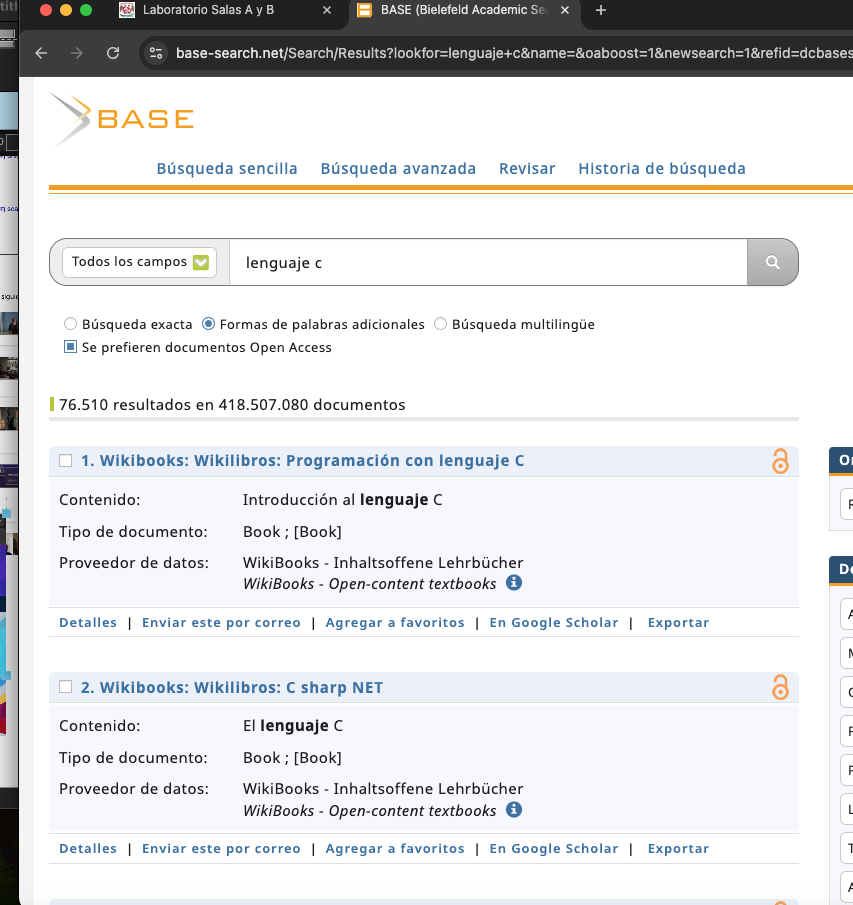 Laboratorio Salas A y B
BASE (Bielefeld Academic Se
base-search.net/Search/Results?lookfor=lenguaje+c&name=&oaboost=1&newsearch=1&refid=dcbases
BASE
Búsqueda sencilla Búsqueda avanzada Revisar Historia de búsqueda
Todos los campos lenguaje c
Búsqueda exacta Formas de palabras adicionales Búsqueda multilingüe
Se prefieren documentos Open Access
76.510 resultados en 418.507.080 documentos
1. Wikibooks: Wikilibros: Programación con lenguaje C
Contenido: Introducción al lenguaje C
Tipo de documento: Book ; [Book]
Proveedor de datos: WikiBooks - Inhaltsoffene Lehrbücher
WikiBooks - Open-content textbooks
Detalles | Enviar este por correo | Agregar a favoritos | En Google Scholar | Exportar
2. Wikibooks: Wikilibros: C sharp NET
Contenido: El lenguaje C
Tipo de documento: Book ; [Book]
Proveedor de datos: WikiBooks - Inhaltsoffene Lehrbücher
WikiBooks - Open-content textbooks
Detalles | Enviar este por correo | Agregar a favoritos | En Google Scholar | Exportar